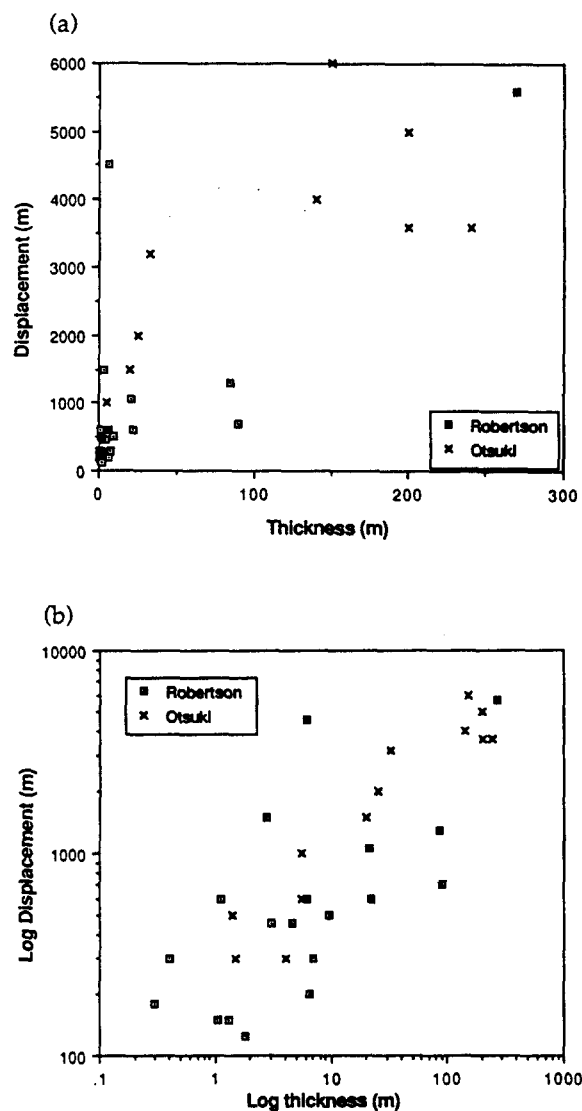 (a)
6000
5000
4000
3000
2000
1000
0
Displacement (m)
Robertson
Otsuki
0 100 200 300
Thickness (m)
(b)
10000
1000
100
Log Displacement (m)
Robertson
Otsuki
.1 1 10 100 1000
Log thickness (m)